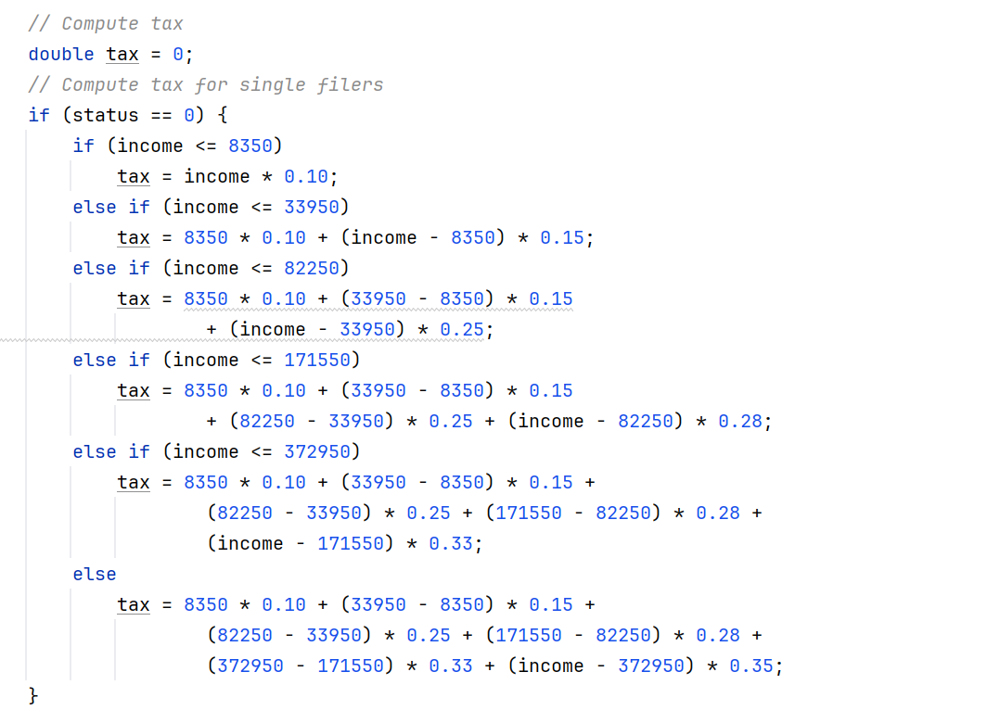 // Compute tax
double tax = 0;
// Compute tax for single filers
if (status == 0) {
    if (income <= 8350)
        tax = income * 0.10;
    else if (income <= 33950)
        tax = 8350 * 0.10 + (income - 8350) * 0.15;
    else if (income <= 82250)
        tax = 8350 * 0.10 + (33950 - 8350) * 0.15
                + (income - 33950) * 0.25;
    else if (income <= 171550)
        tax = 8350 * 0.10 + (33950 - 8350) * 0.15
                + (82250 - 33950) * 0.25 + (income - 82250) * 0.28;
    else if (income <= 372950)
        tax = 8350 * 0.10 + (33950 - 8350) * 0.15 +
                (82250 - 33950) * 0.25 + (171550 - 82250) * 0.28 +
                (income - 171550) * 0.33;
    else
        tax = 8350 * 0.10 + (33950 - 8350) * 0.15 +
                (82250 - 33950) * 0.25 + (171550 - 82250) * 0.28 +
                (372950 - 171550) * 0.33 + (income - 372950) * 0.35;
}